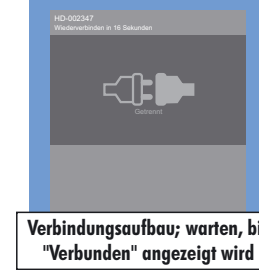 HD-002347
Wiederverbinden in 16 Sekunden
Getrennt
Verbindungsaufbau; warten, bi
"Verbunden" angezeigt wird